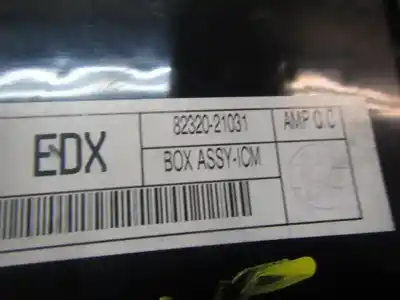 EDX
82320-21031
AMP Q.C
BOX ASSY-ICM